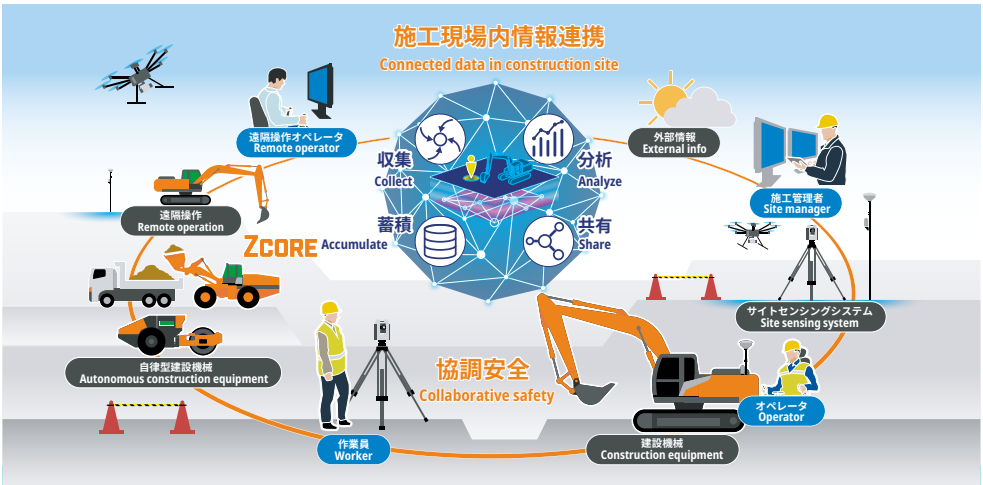 施工現場内情報連携
Connected data in construction site
遠隔操作オペレータ
Remote operator
外部情報
External info
収集
Collect
分析
Analyze
施工管理者
Site manager
遠隔操作
Remote operation
蓄積
Accumulate
共有
Share
ZCORE
サイトセンシングシステム
Site sensing system
自律型建設機械
Autonomous construction equipment
協調安全
Collaborative safety
オペレータ
Operator
作業員
Worker
建設機械
Construction equipment